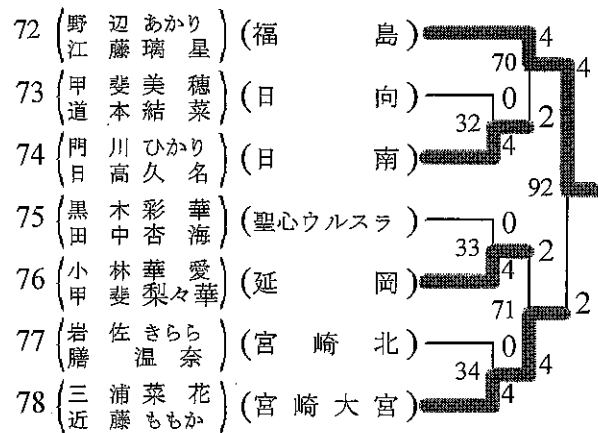 72 (野辺あかり 江藤璃星) (福島) 4
70 4
73 (甲斐美穂 道本結菜) (日向) 0
32 2
74 (門川ひかり 日高久名) (日南) 4
92
75 (黒木彩華 田中杏海) (聖心ウルスラ) 0
33 2
76 (小林華愛 甲斐梨々華) (延岡) 4
71 2
77 (岩佐きらら 膳温奈) (宮崎北) 0
34 4
78 (三浦菜花 近藤ももか) (宮崎大宮) 4